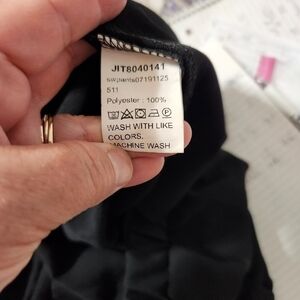 JIT8040141
swpants07191125
511
Polyester : 100%
WASH WITH LIKE
COLORS.
MACHINE WASH